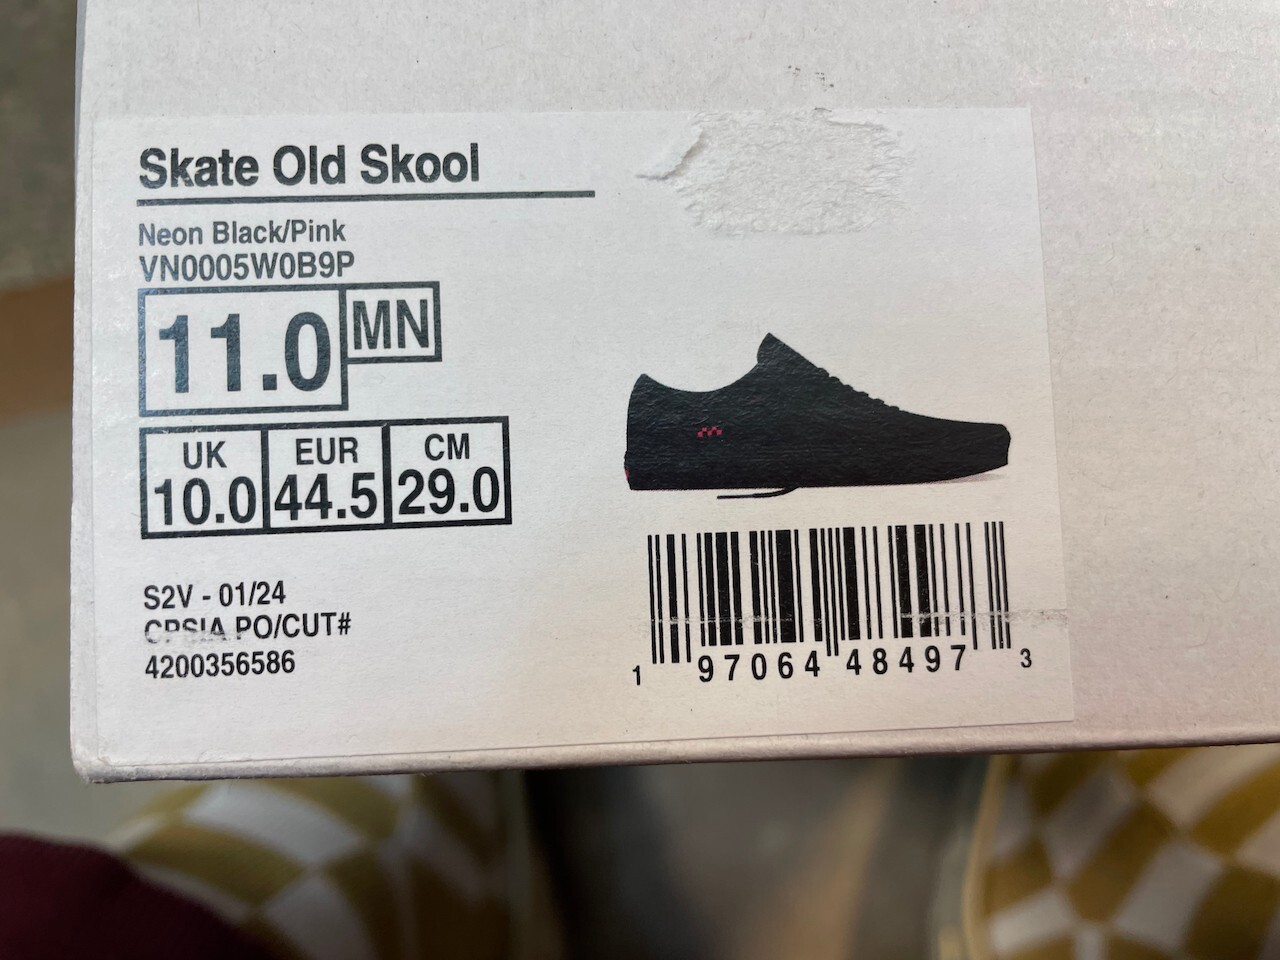 Skate Old Skool
Neon Black/Pink
VN0005W0B9P
11.0 MN
UK EUR CM
10.0 44.5 29.0
S2V - 01/24
CPSIA PO/CUT#
4200356586
1 97064 48497 3